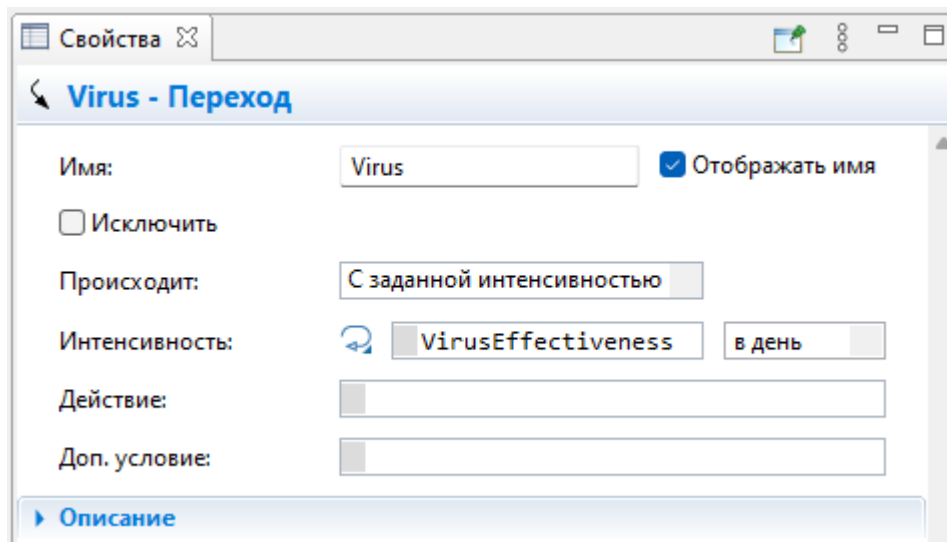 Свойства
Virus - Переход
Имя: Virus Отображать имя
Исключить
Происходит: С заданной интенсивностью
Интенсивность: VirusEffectiveness в день
Действие:
Доп. условие:
Описание